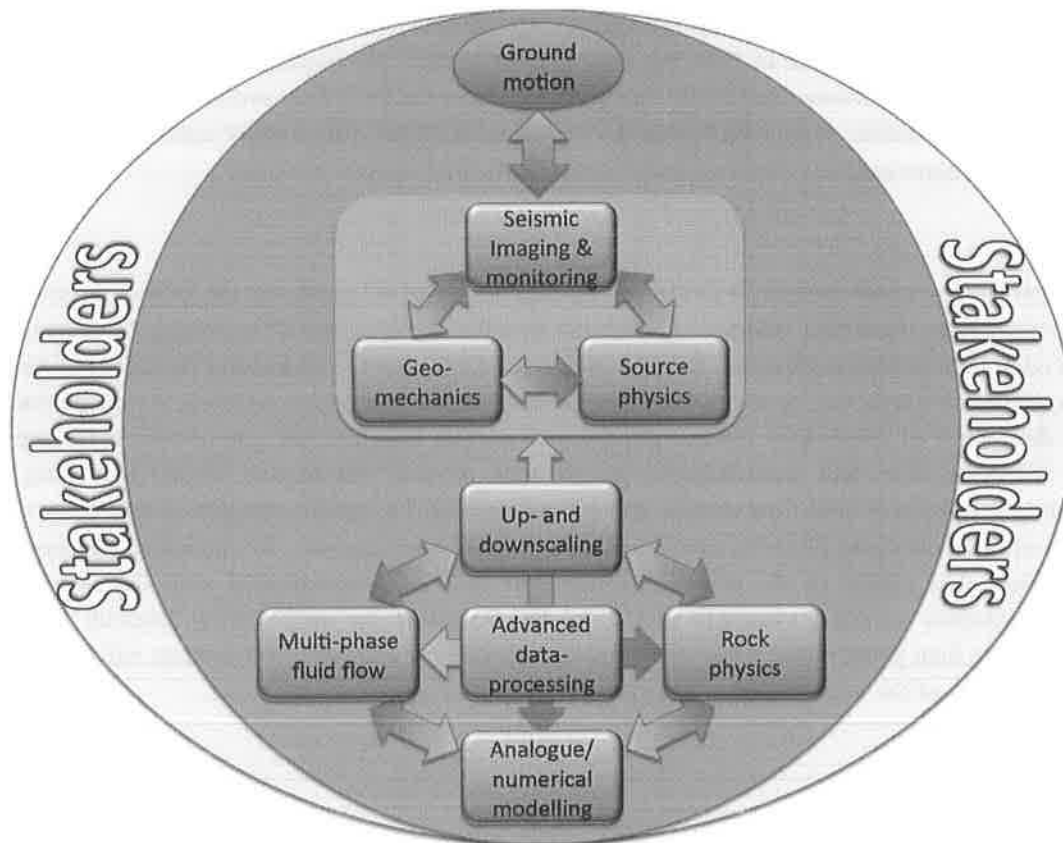 Ground
motion
Seismic
Imaging &
monitoring
Geo-
mechanics
Source
physics
Stakeholders
Stakeholders
Up- and
downscaling
Multi-phase
fluid flow
Advanced
data-
processing
Rock
physics
Analogue/
numerical
modelling